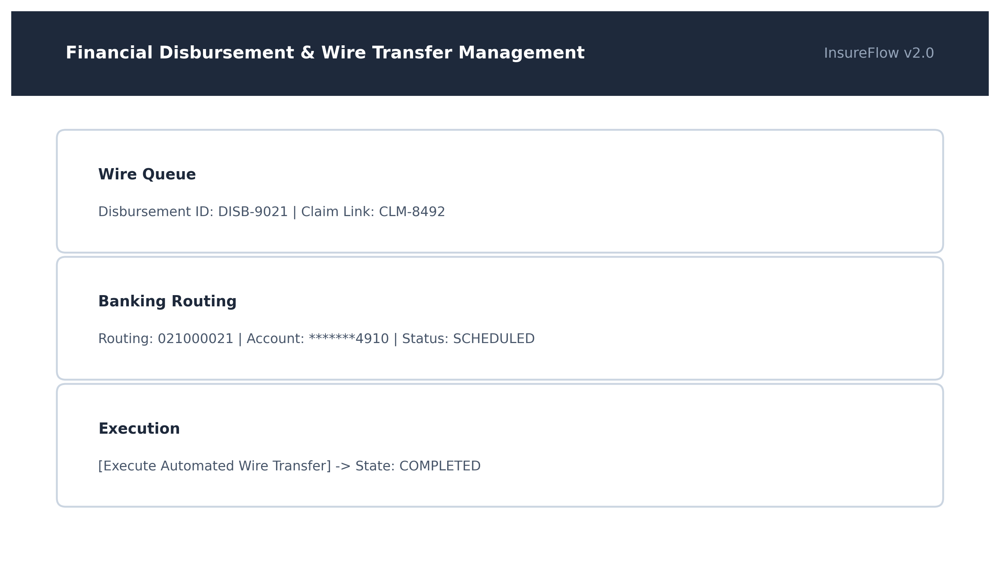 Financial Disbursement & Wire Transfer Management
InsureFlow v2.0
Wire Queue
Disbursement ID: DISB-9021 | Claim Link: CLM-8492
Banking Routing
Routing: 021000021 | Account: *******4910 | Status: SCHEDULED
Execution
[Execute Automated Wire Transfer] -> State: COMPLETED